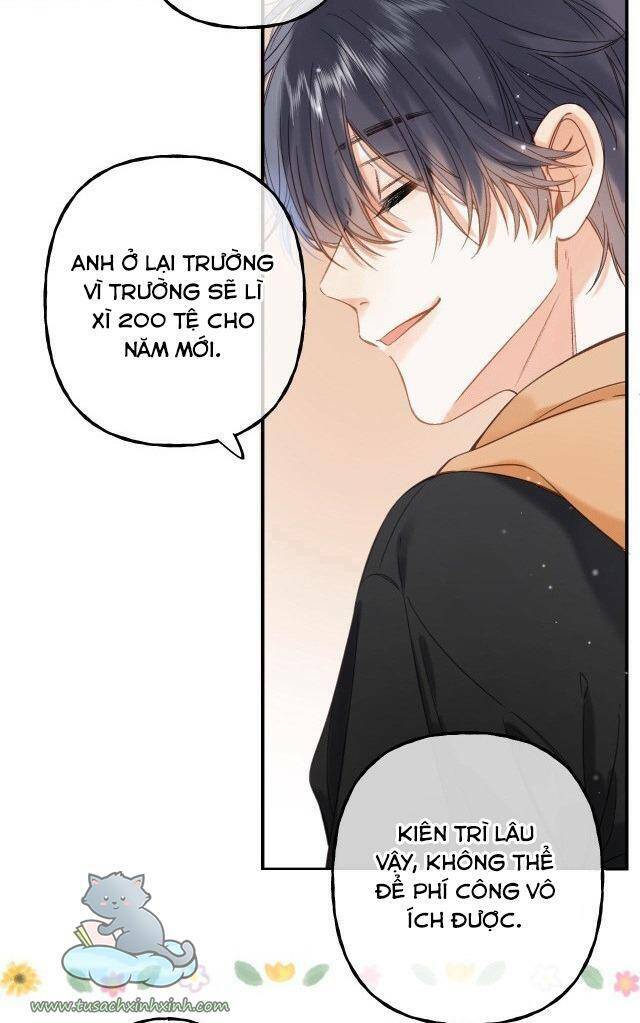 ANH Ở LẠI TRƯỜNG
VÌ TRƯỜNG SẼ LÌ
XÌ 200 TỆ CHO
NĂM MỚI.
KIÊN TRÌ LÂU
VẬY, KHÔNG THỂ
ĐỂ PHÍ CÔNG VÔ
ÍCH ĐƯỢC.
www.tusachxinhxinh.com